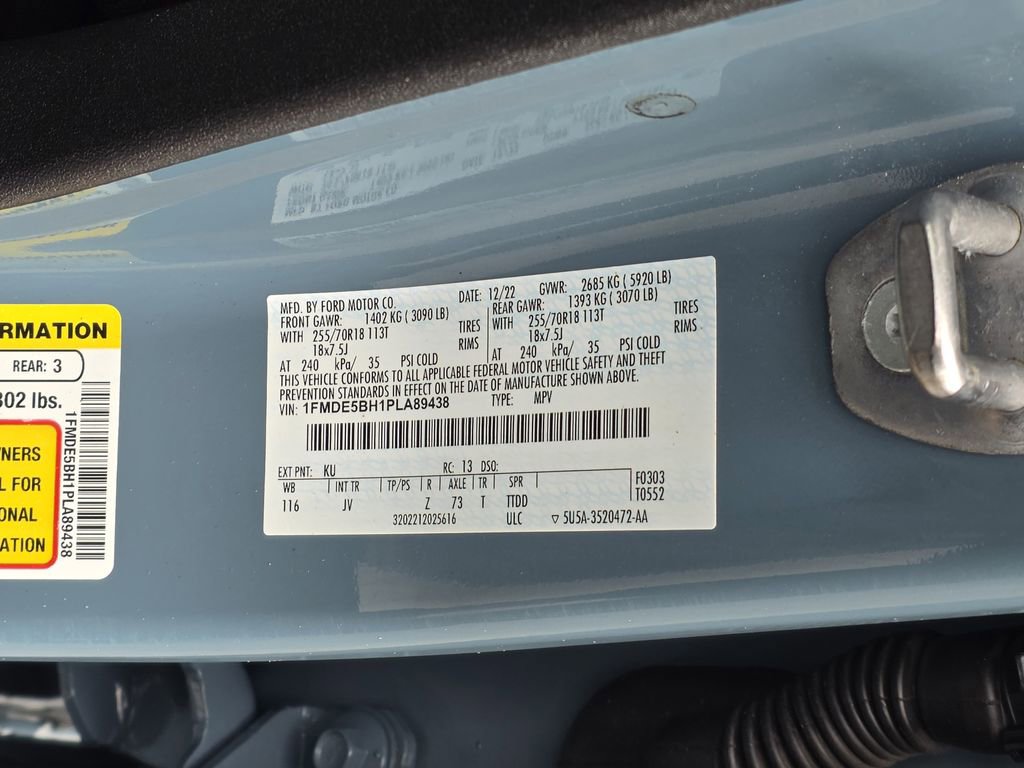 ORMATION
REAR: 3
302 lbs.
NERS
L FOR
ONAL
ATION
1FMDE5BH1PLA89438
MFD. BY FORD MOTOR CO.
DATE: 12/22 GVWR: 2685 KG ( 5920 LB)
FRONT GAWR: 1402 KG ( 3090 LB)
REAR GAWR: 1393 KG ( 3070 LB)
WITH 255/70R18 113T TIRES
WITH 255/70R18 113T TIRES
18x7.5J RIMS
18x7.5J RIMS
AT 240 kPa/ 35 PSI COLD
AT 240 kPa/ 35 PSI COLD
THIS VEHICLE CONFORMS TO ALL APPLICABLE FEDERAL MOTOR VEHICLE SAFETY AND THEFT
PREVENTION STANDARDS IN EFFECT ON THE DATE OF MANUFACTURE SHOWN ABOVE.
VIN: 1FMDE5BH1PLA89438 TYPE: MPV
EXT PNT: KU RC: 13 DSO:
WB INT TR TP/PS R AXLE TR SPR
F0303
116 JV Z 73 T TTDD
T0552
3202212025616 ULC ▽ 5U5A-3520472-AA